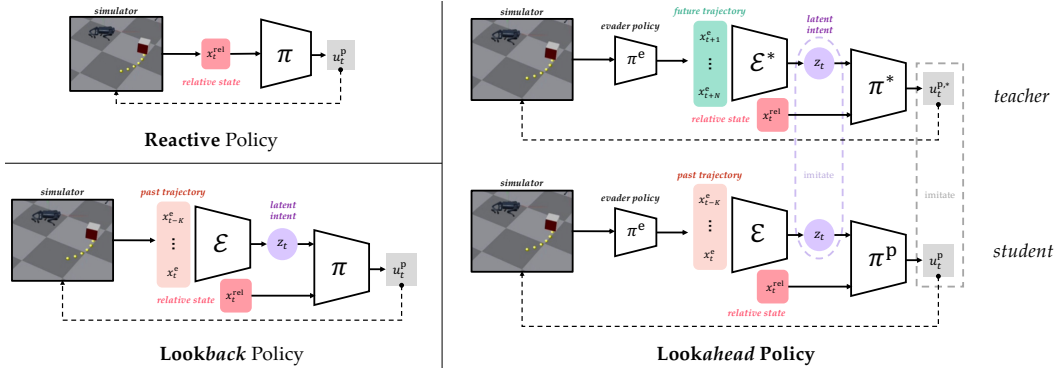 simulator
x_t^rel
relative state
π
u_t^p
Reactive Policy
simulator
past trajectory
x_{t-K}^e
⋮
x_t^e
ℰ
latent
intent
z_t
relative state
x_t^rel
π
u_t^p
Lookback Policy
simulator
evader policy
π^e
future trajectory
x_{t+1}^e
⋮
x_{t+N}^e
ℰ*
latent
intent
z_t
relative state
x_t^rel
π*
u_t^{p,*}
teacher
imitate
imitate
simulator
evader policy
π^e
past trajectory
x_{t-K}^e
⋮
x_t^e
ℰ
z_t
x_t^rel
relative state
π^p
u_t^p
student
Lookahead Policy